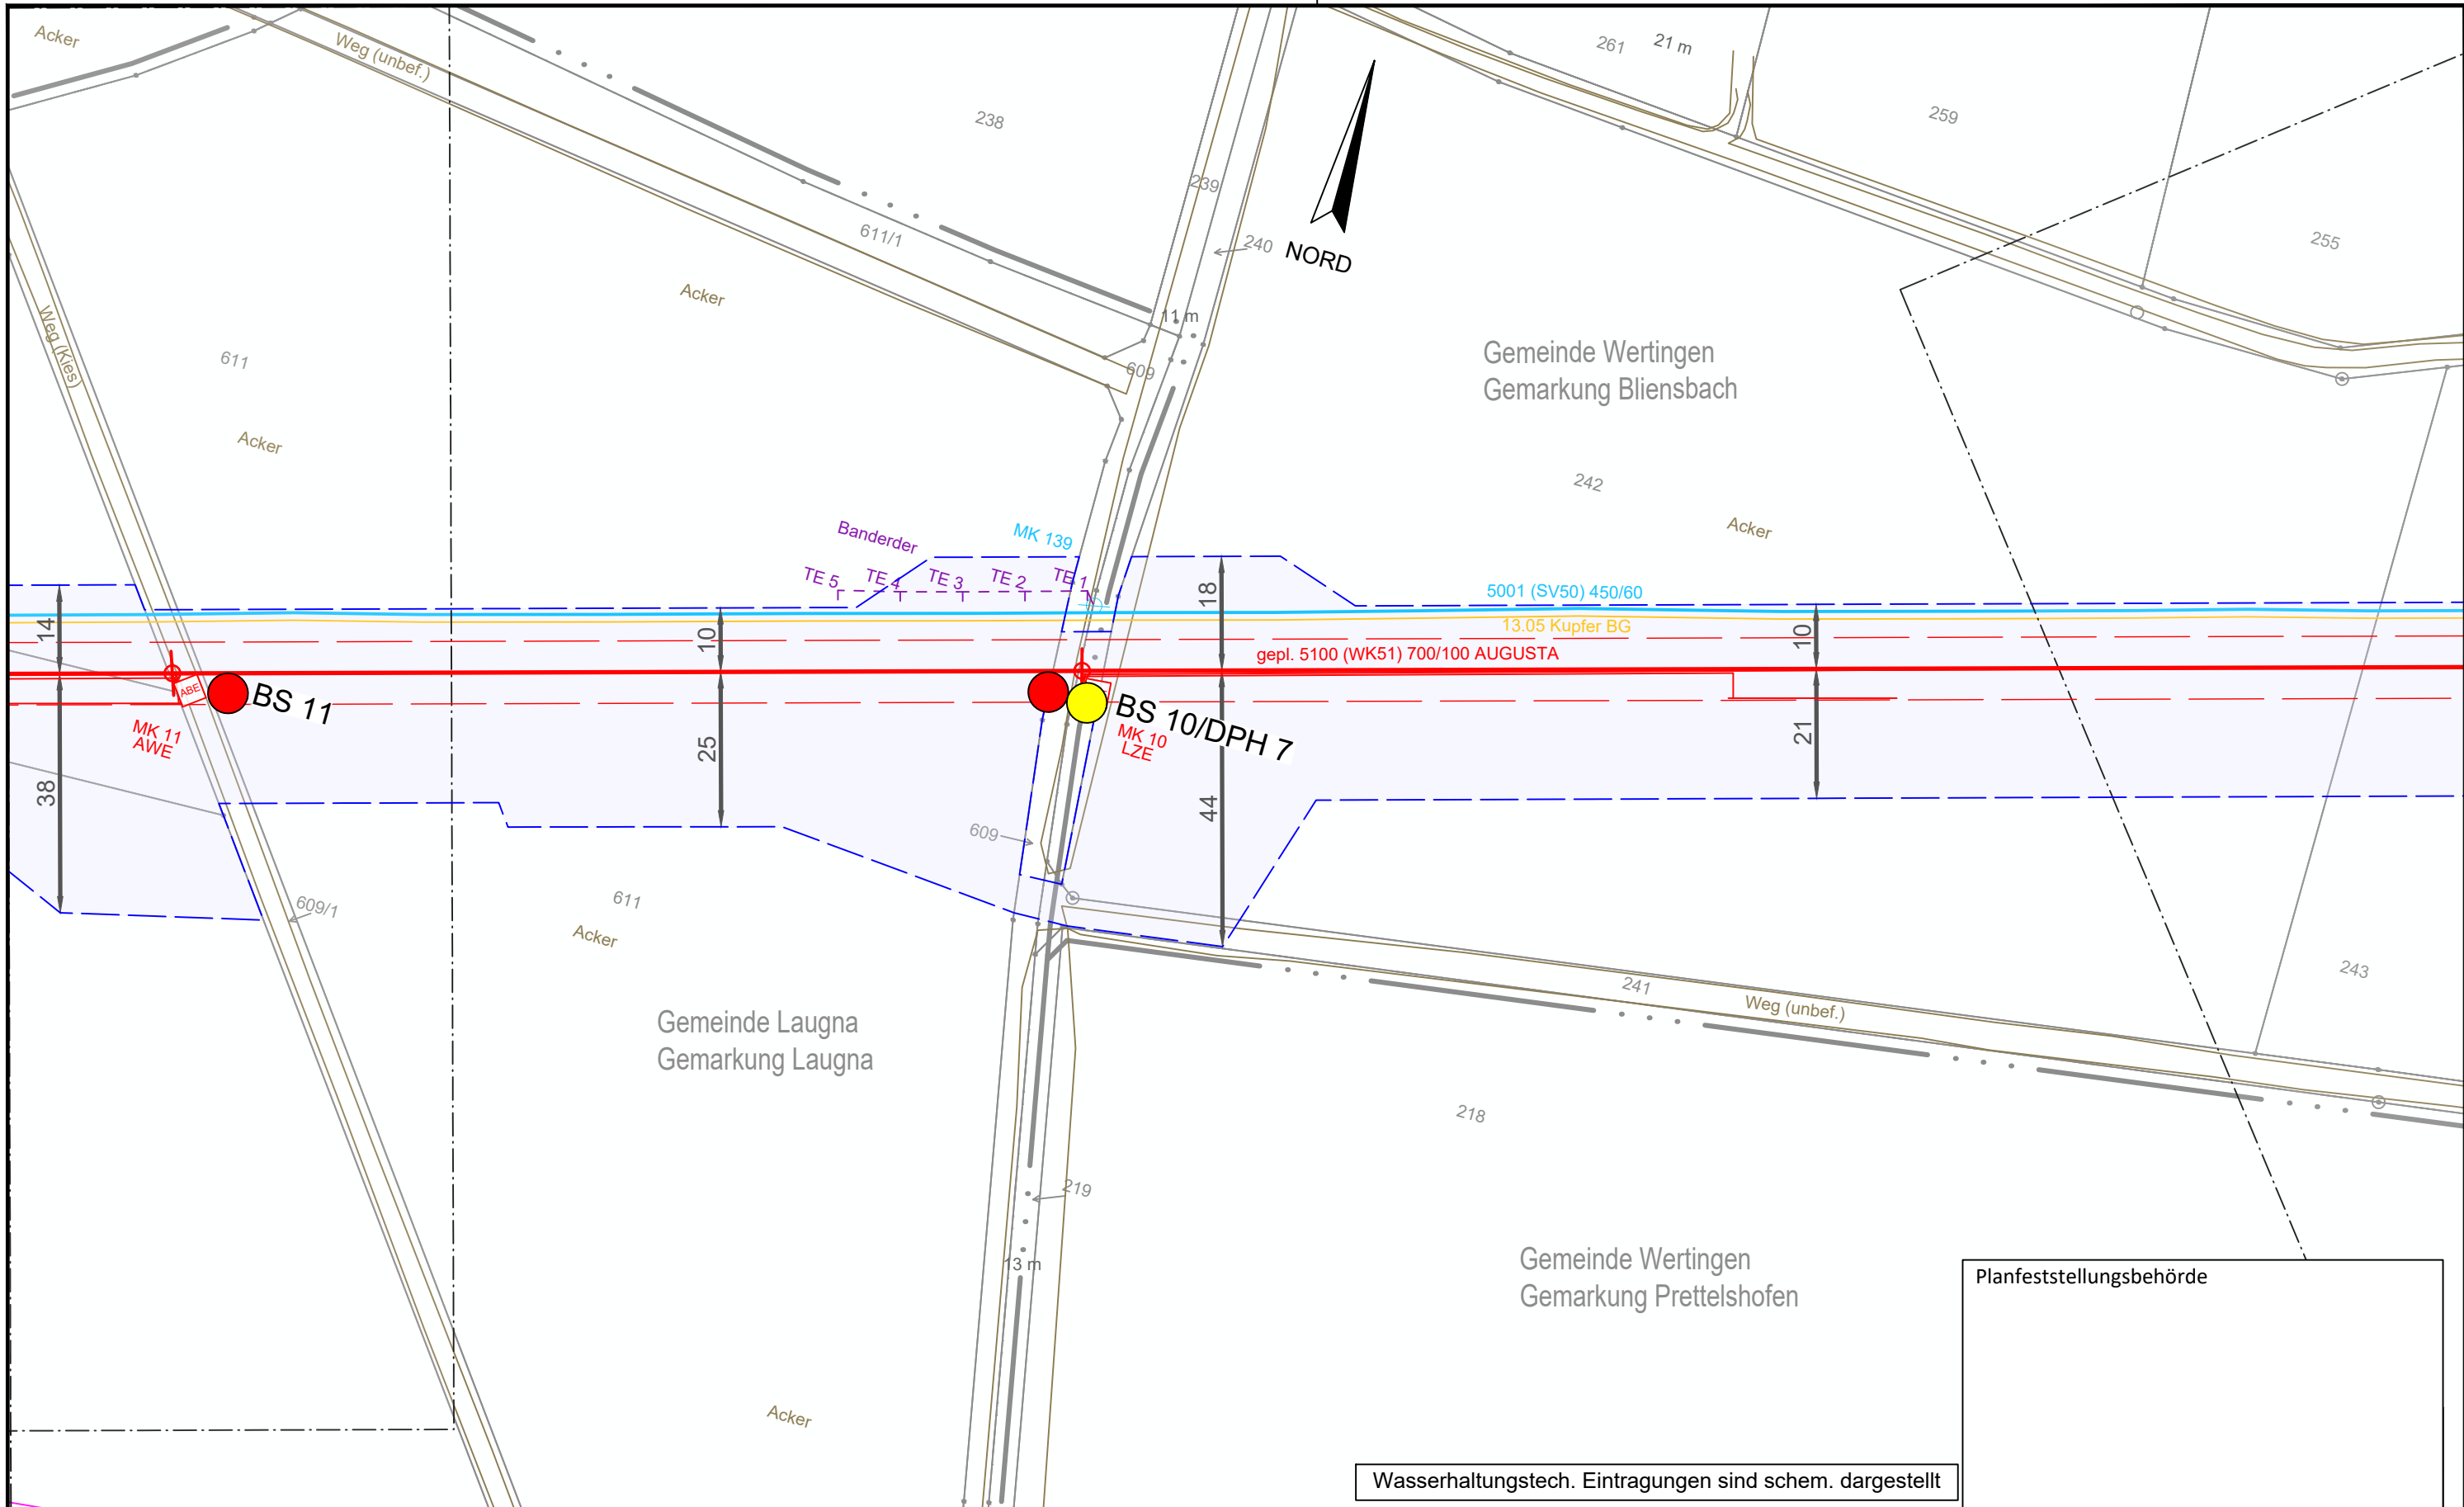 Acker
Weg (unbef.)
238
261
21 m
259
239
611/1
240
NORD
255
Acker
11 m
Weg (Kies)
611
609
Gemeinde Wertingen
Gemarkung Bliensbach
Acker
242
Acker
Banderder
MK 139
TE 5
TE 4
TE 3
TE 2
TE 1
18
5001 (SV50) 450/60
14
10
13.05 Kupfer BG
10
gepl. 5100 (WK51) 700/100 AUGUSTA
ABE
BS 11
BS 10/DPH 7
MK 11
AWE
MK 10
LZE
25
21
38
44
609
609/1
611
Acker
243
241
Weg (unbef.)
Gemeinde Laugna
Gemarkung Laugna
218
219
13 m
Gemeinde Wertingen
Gemarkung Prettelshofen
Planfeststellungsbehörde
Acker
Wasserhaltungstech. Eintragungen sind schem. dargestellt